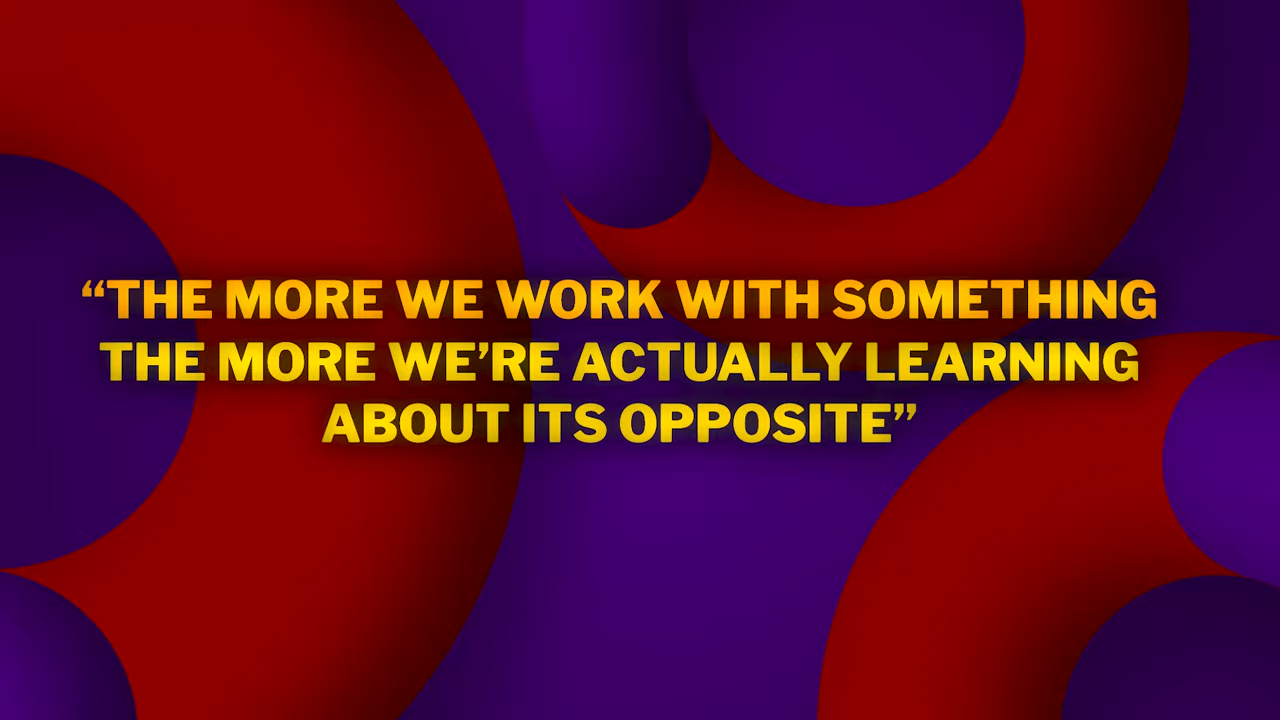 “THE MORE WE WORK WITH SOMETHING
THE MORE WE’RE ACTUALLY LEARNING
ABOUT ITS OPPOSITE”